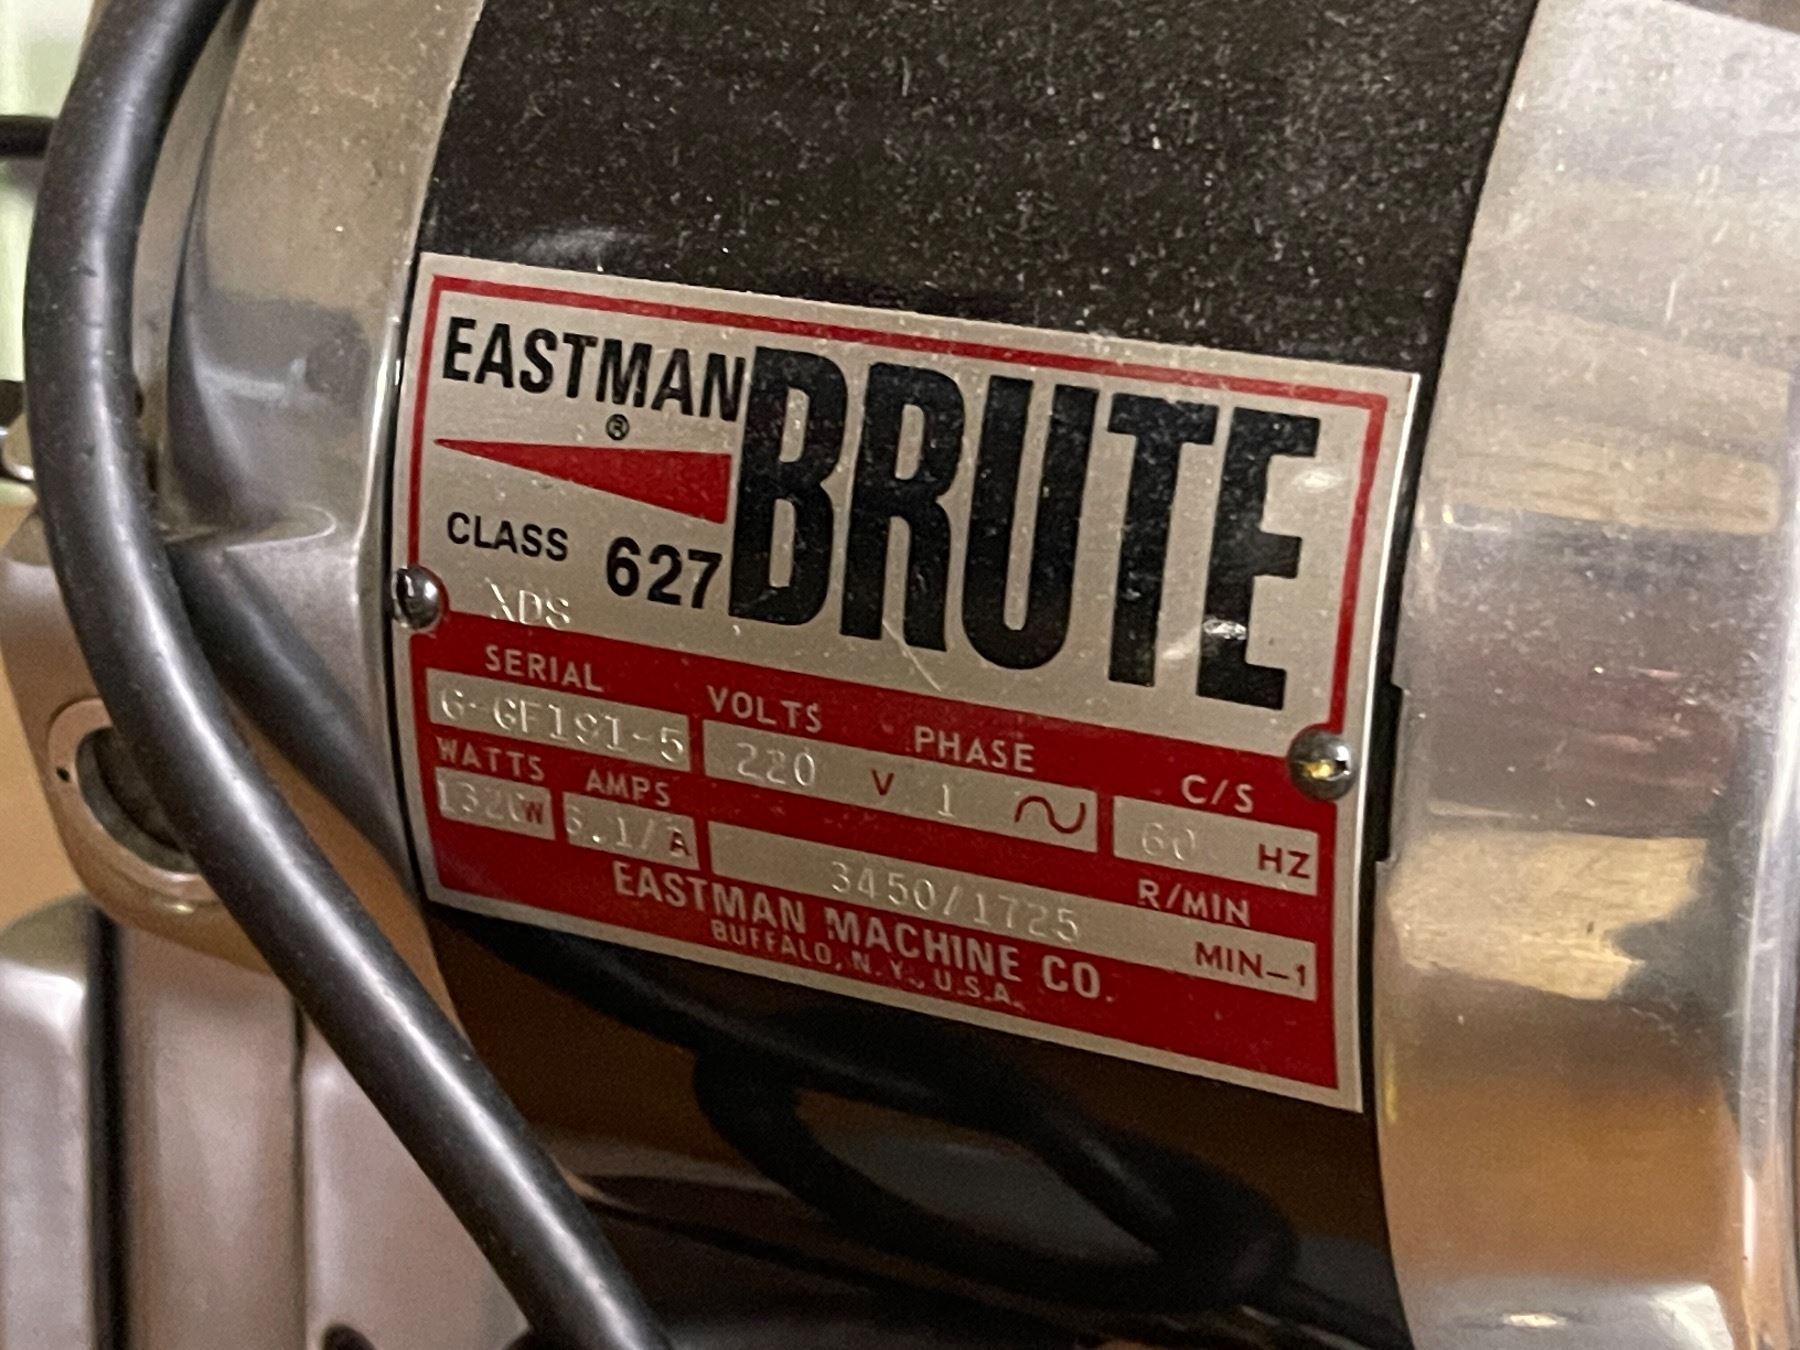 EASTMAN BRUTE
®
CLASS 627
XDS
SERIAL VOLTS PHASE C/S
G-GF191-5 220 V 1 60 HZ
WATTS AMPS R/MIN
1320W .1/A 3450/1725 MIN-1
EASTMAN MACHINE CO.
BUFFALO, N.Y., U.S.A.